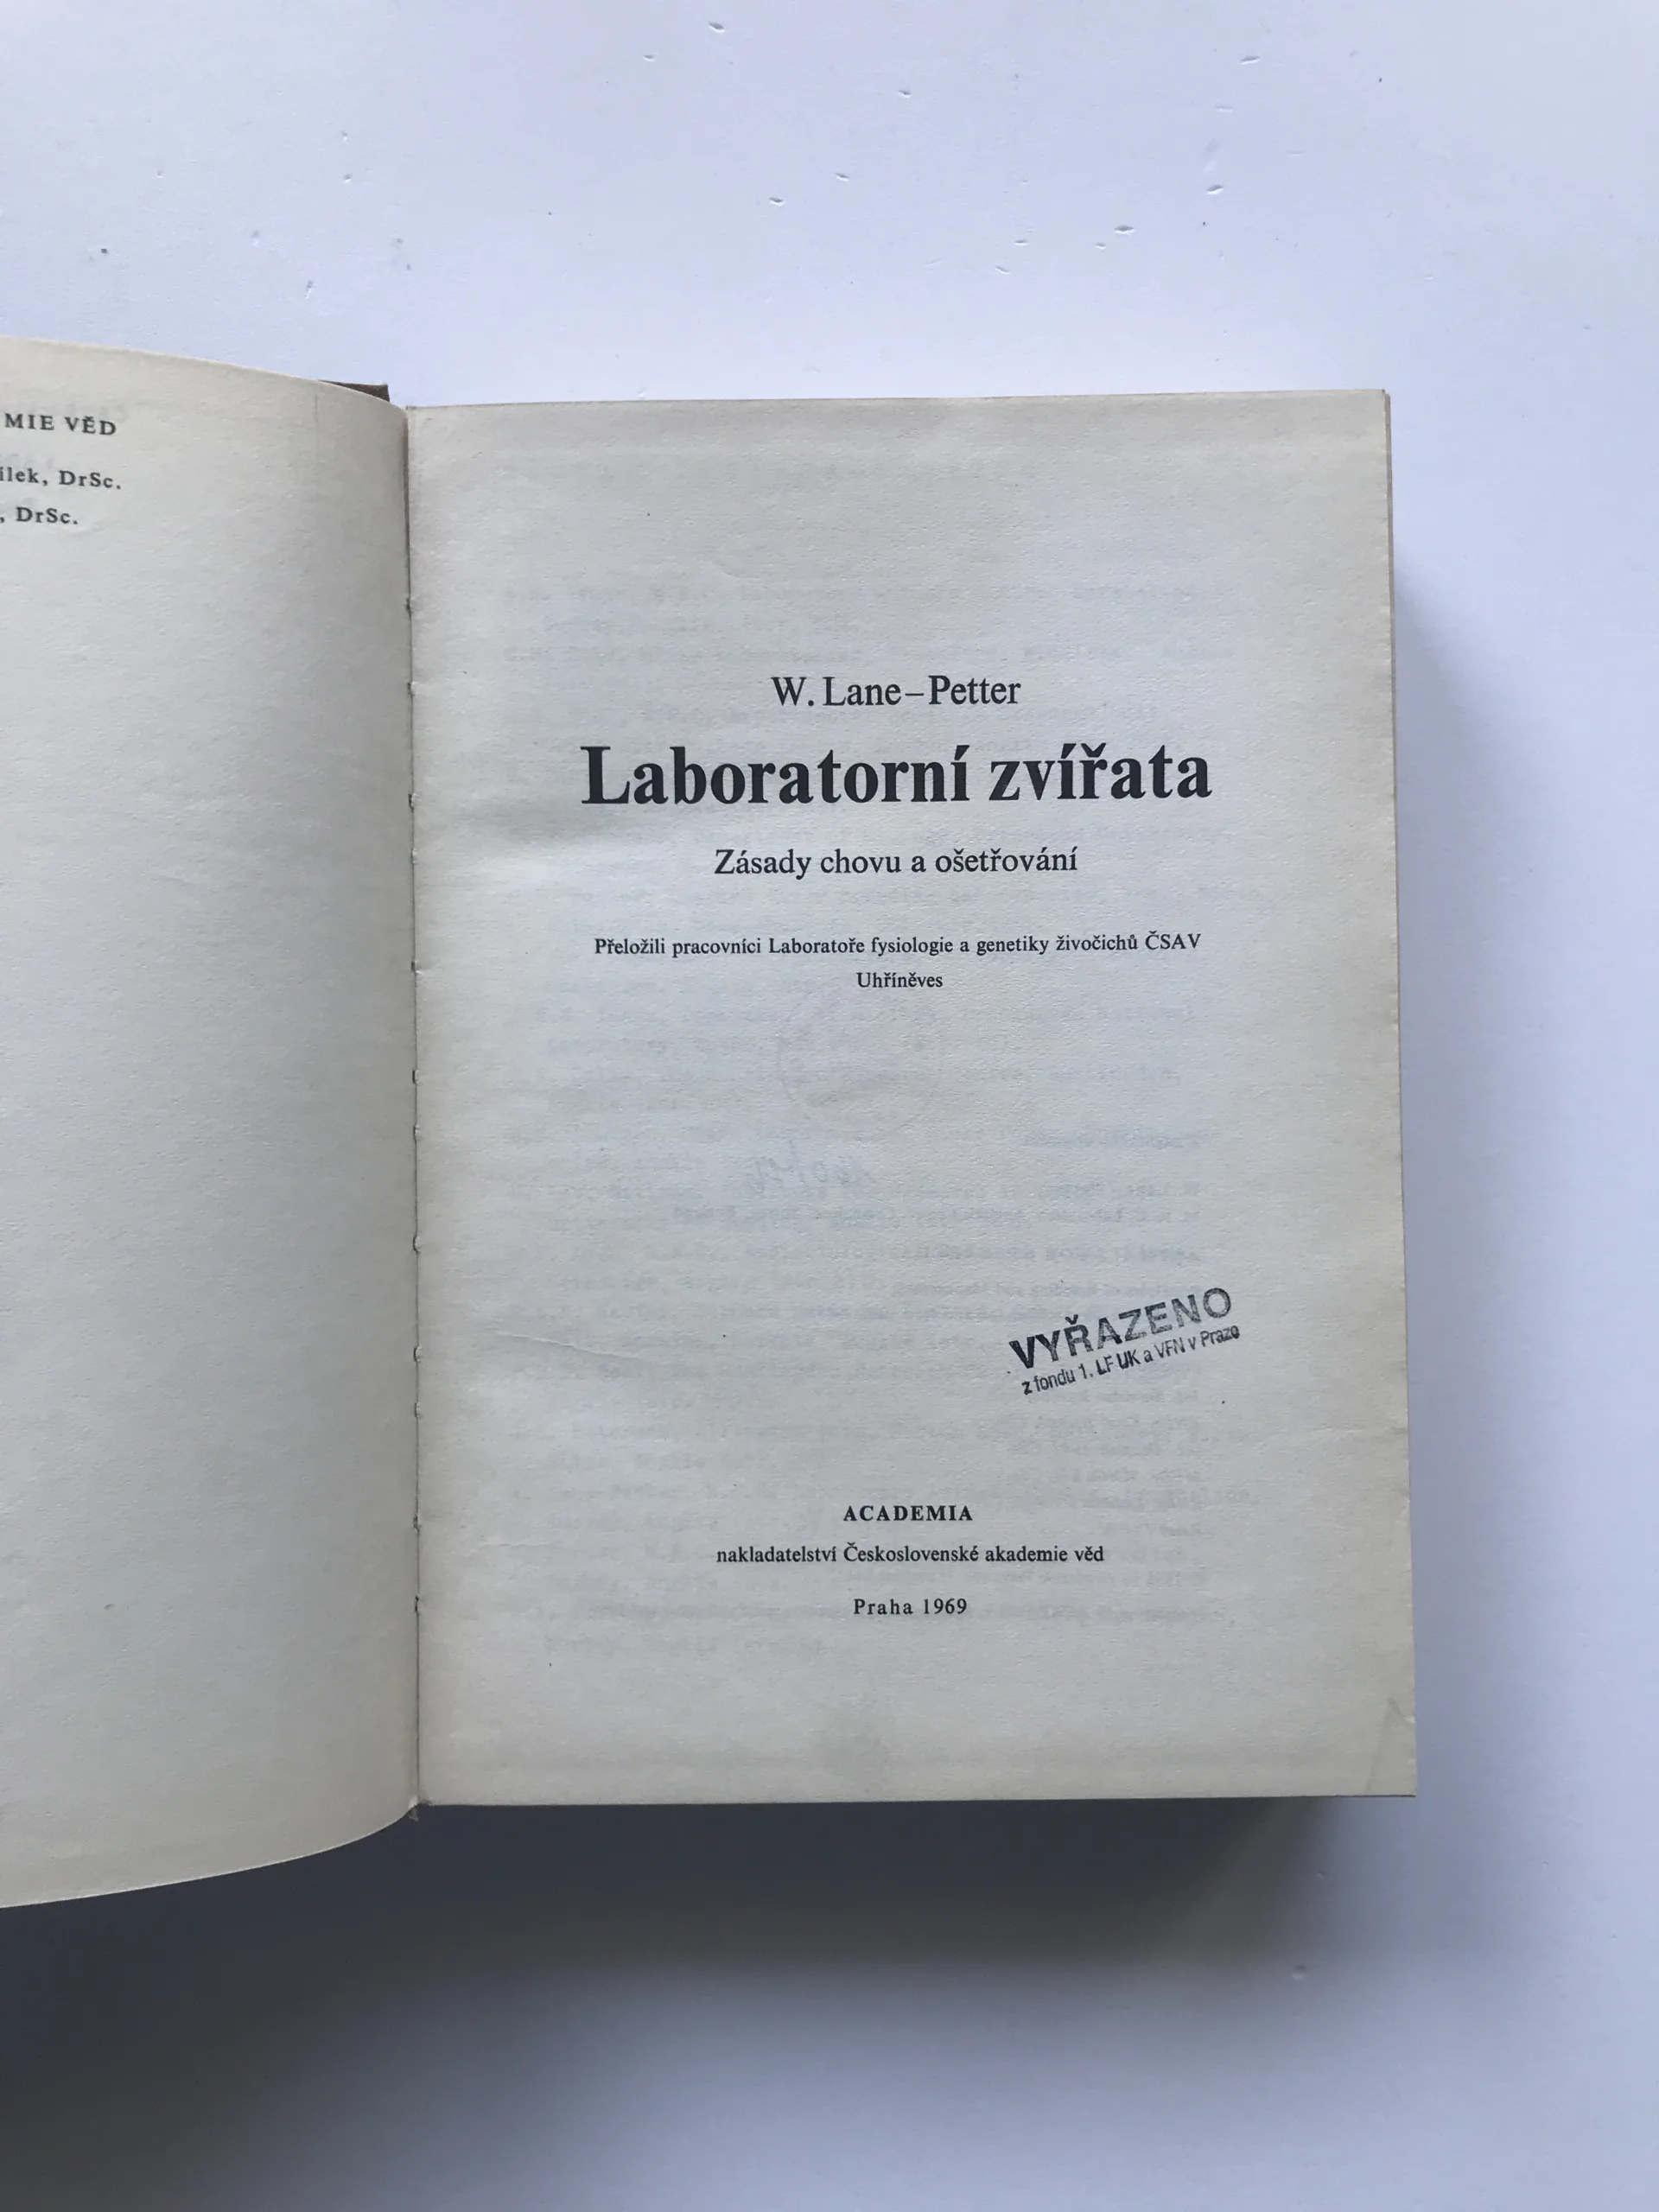 MIE VĚD
ílek, DrSc.
, DrSc.
W. Lane–Petter
Laboratorní zvířata
Zásady chovu a ošetřování
Přeložili pracovníci Laboratoře fysiologie a genetiky živočichů ČSAV
Uhříněves
VYŘAZENO
z fondu 1. LF UK a VFN v Praze
ACADEMIA
nakladatelství Československé akademie věd
Praha 1969